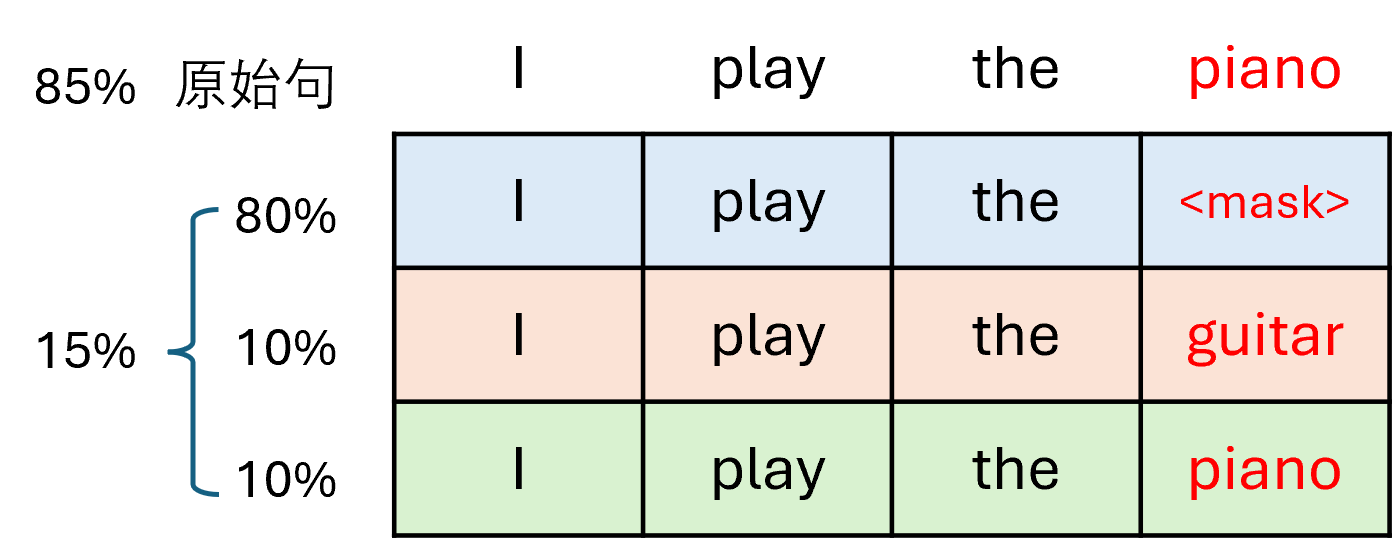 85% 原始句 I play the piano
80% I play the <mask>
15% 10% I play the guitar
10% I play the piano